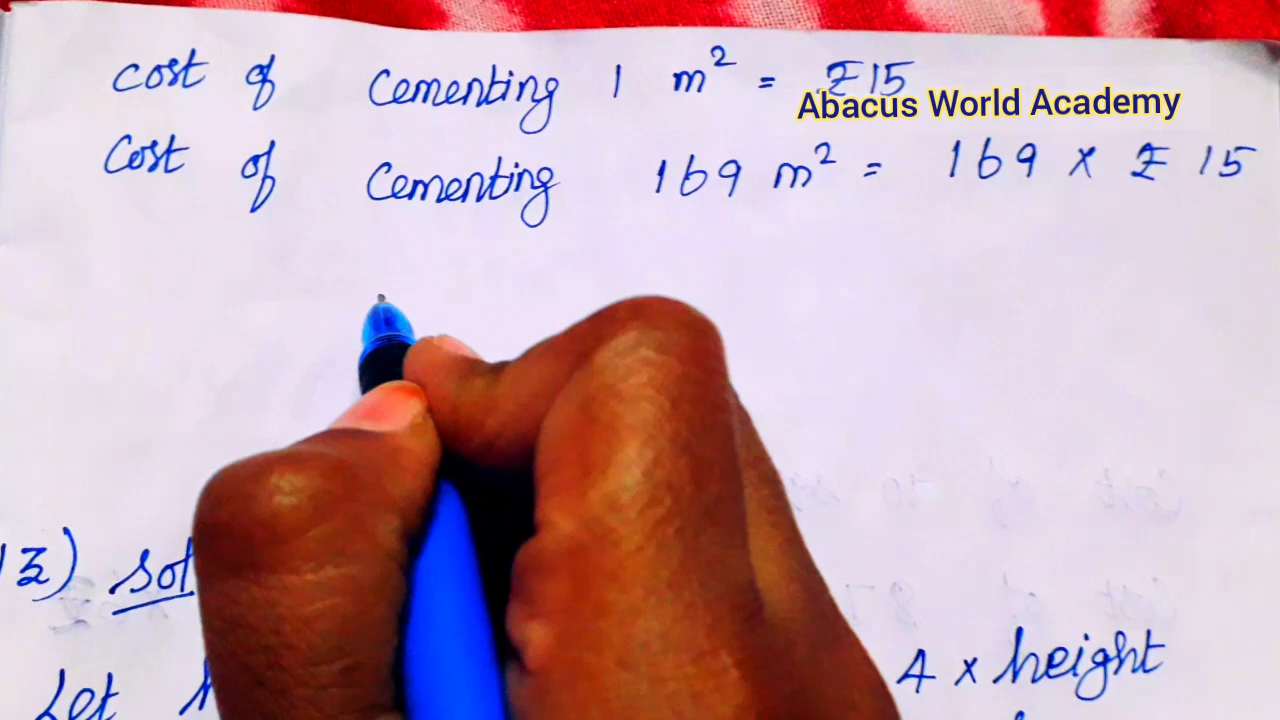 Cost of Cementing 1 m² = ₹15
Abacus World Academy
Cost of Cementing 169 m² = 169 × ₹ 15
sol
Let
4 × height